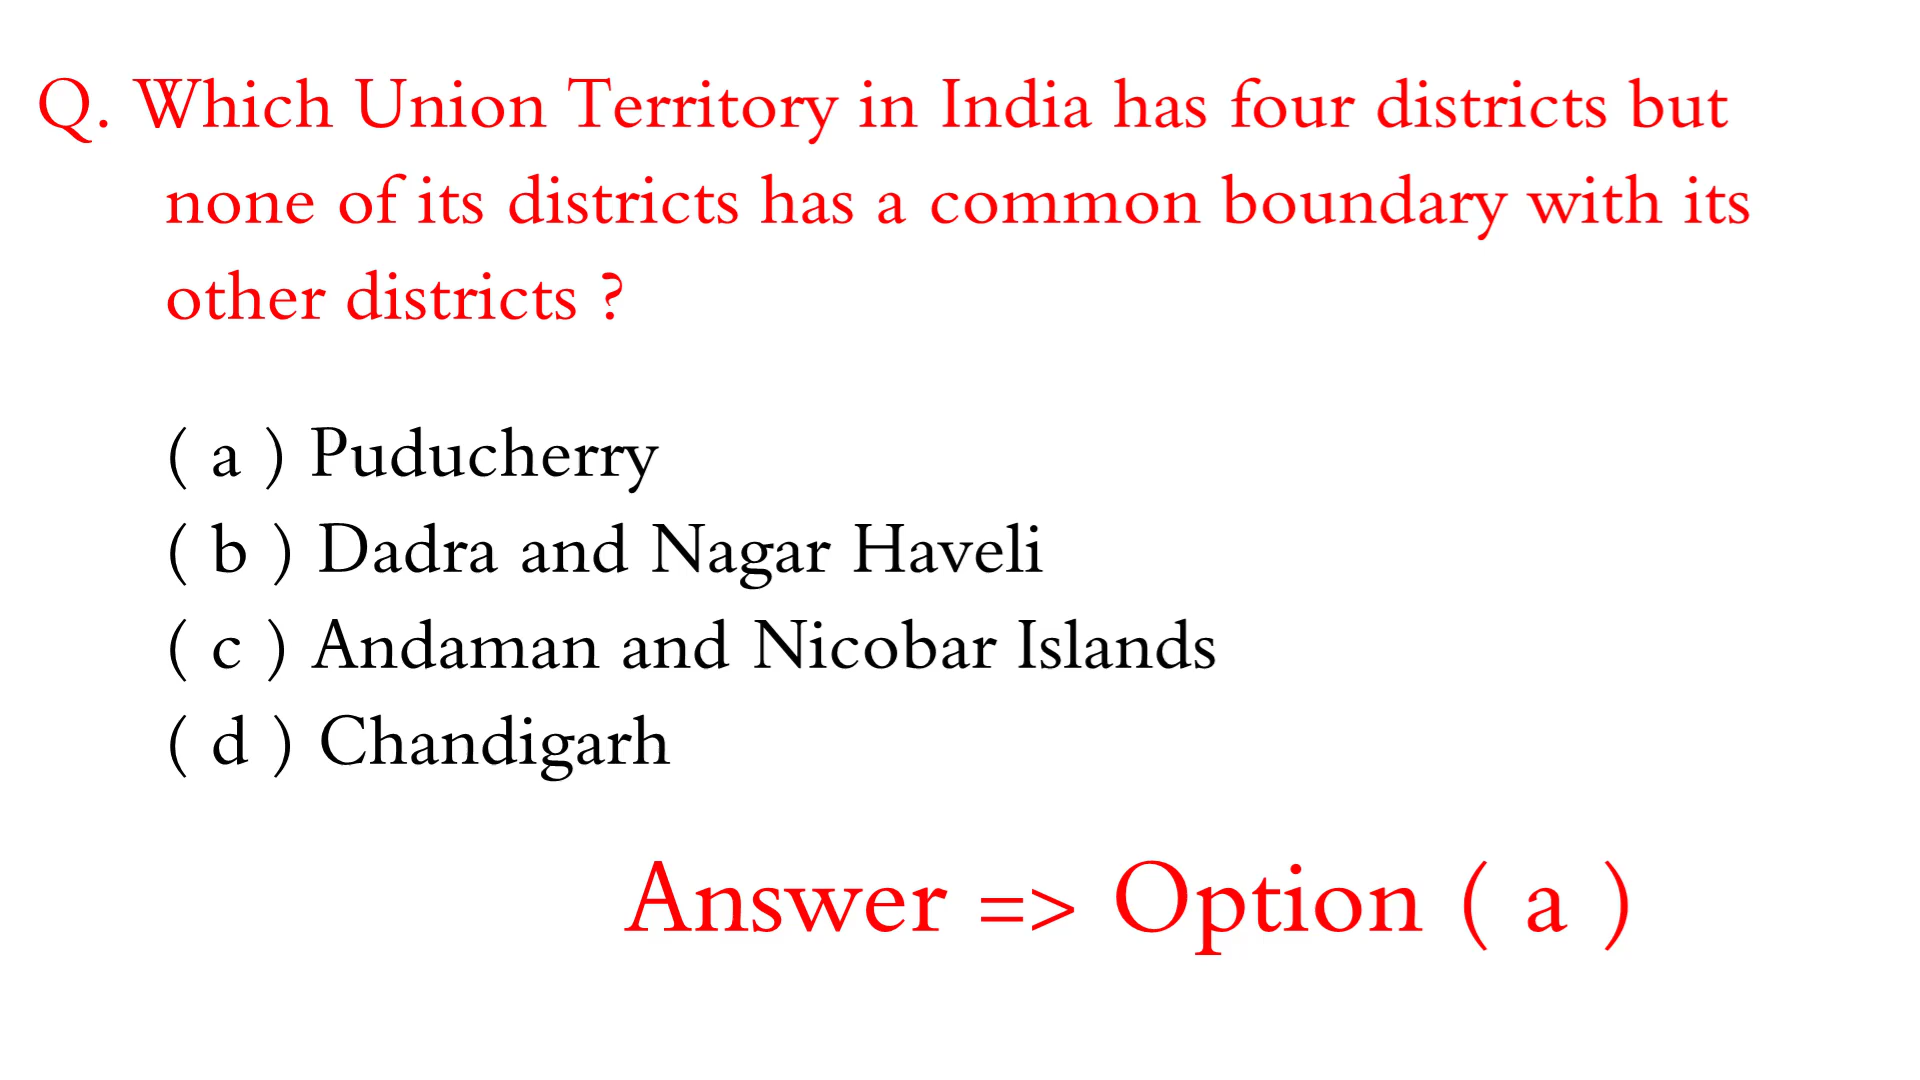 Q. Which Union Territory in India has four districts but
none of its districts has a common boundary with its
other districts ?
( a ) Puducherry
( b ) Dadra and Nagar Haveli
( c ) Andaman and Nicobar Islands
( d ) Chandigarh
Answer => Option ( a )